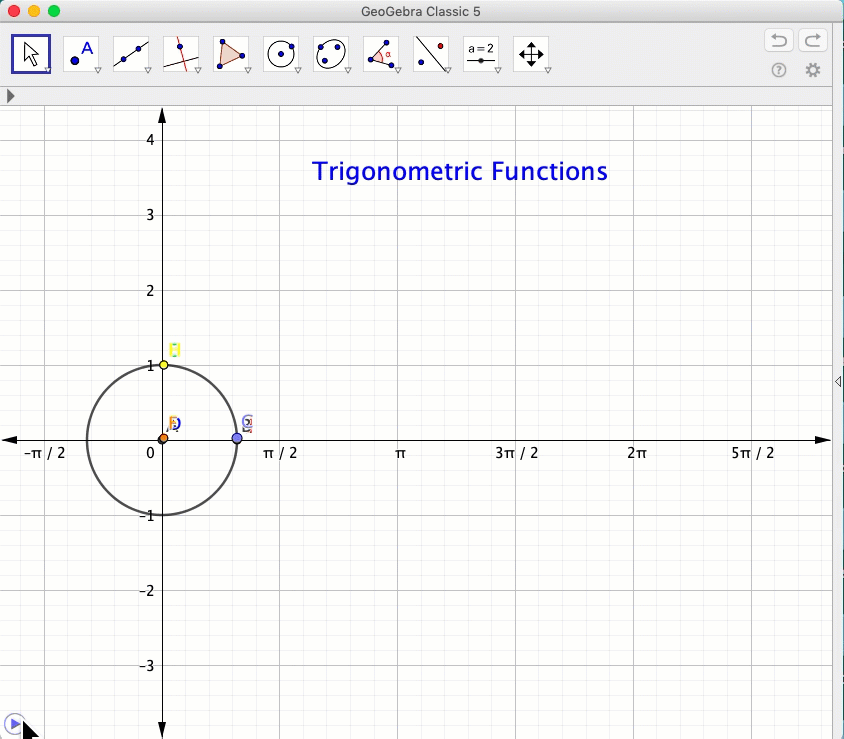 GeoGebra Classic 5
A
α
a = 2
4
Trigonometric Functions
3
2
1
-π / 2
0
π / 2
π
3π / 2
2π
5π / 2
-1
-2
-3